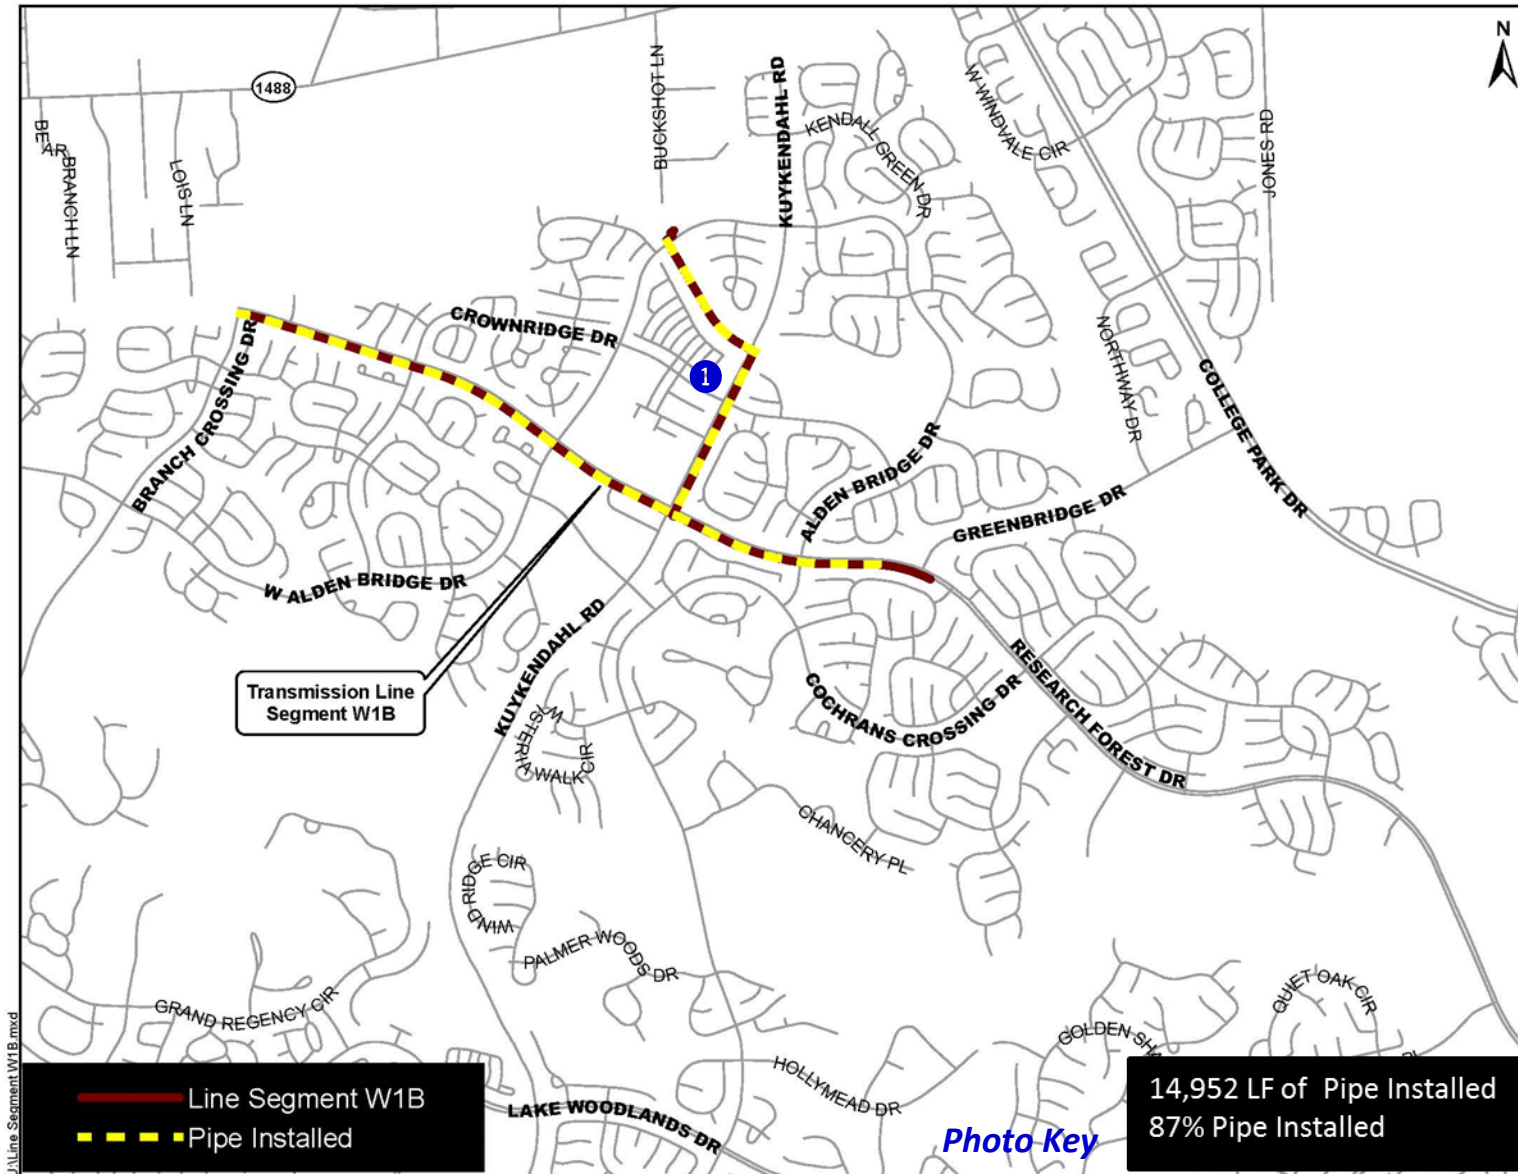 N
1488
BUCKSHOT LN
KUYKENDAHL RD
KENDALL GREEN DR
W WINDVALE CIR
JONES RD
BEAR BRANCH LN
LOIS LN
CROWNRIDGE DR
BRANCH CROSSING DR
1
NORTHWAY DR
COLLEGE PARK DR
ALDEN BRIDGE DR
GREENBRIDGE DR
W ALDEN BRIDGE DR
Transmission Line
Segment W1B
KUYKENDAHL RD
WISTERIA WALK CIR
COCHRANS CROSSING DR
RESEARCH FOREST DR
CHANCERY PL
WIND RIDGE CIR
PALMER WOODS DR
GRAND REGENCY CIR
QUIET OAK CIR
GOLDEN SHA
PL
HOLLYMEAD DR
LAKE WOODLANDS DR
J:\Line Segment W1B.mxd
Line Segment W1B
Pipe Installed
Photo Key
14,952 LF of Pipe Installed
87% Pipe Installed